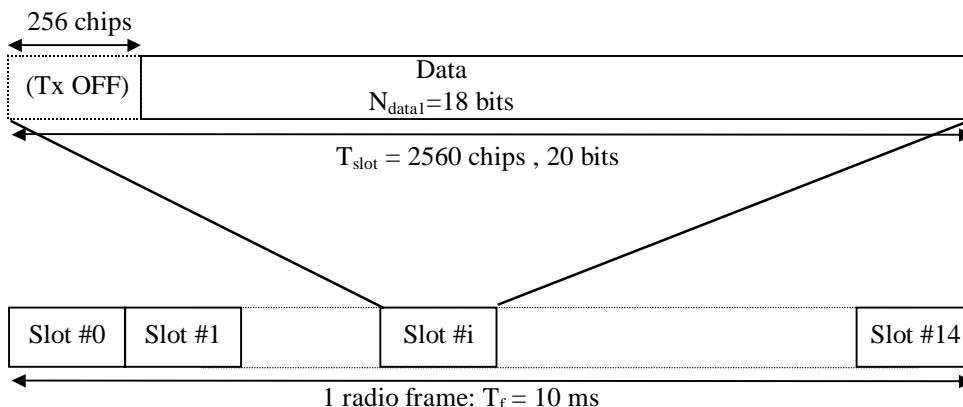 256 chips
(Tx OFF)
Data
N_data1=18 bits
T_slot = 2560 chips , 20 bits
Slot #0 Slot #1 Slot #i Slot #14
1 radio frame: T_f = 10 ms